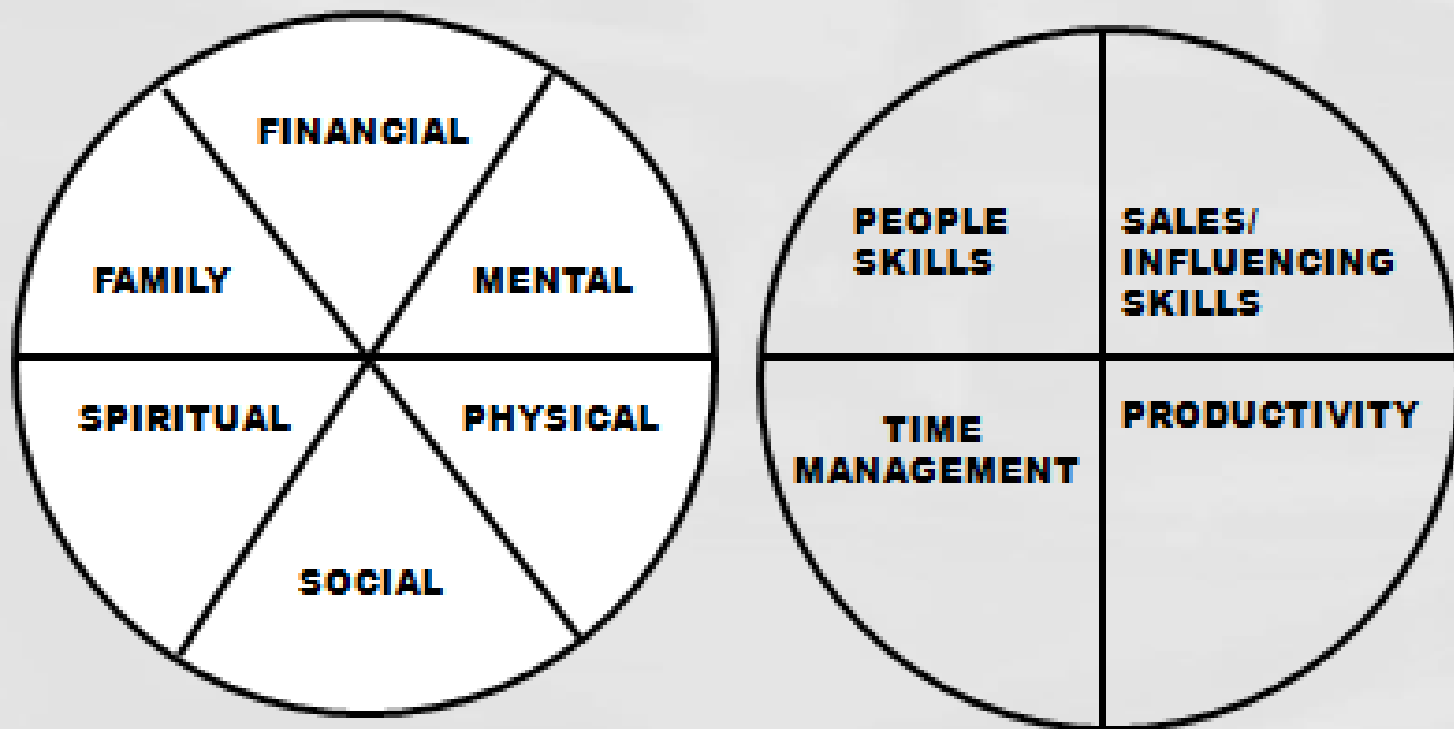 FINANCIAL
FAMILY
MENTAL
SPIRITUAL
PHYSICAL
SOCIAL
PEOPLE
SKILLS
SALES/
INFLUENCING
SKILLS
TIME
MANAGEMENT
PRODUCTIVITY